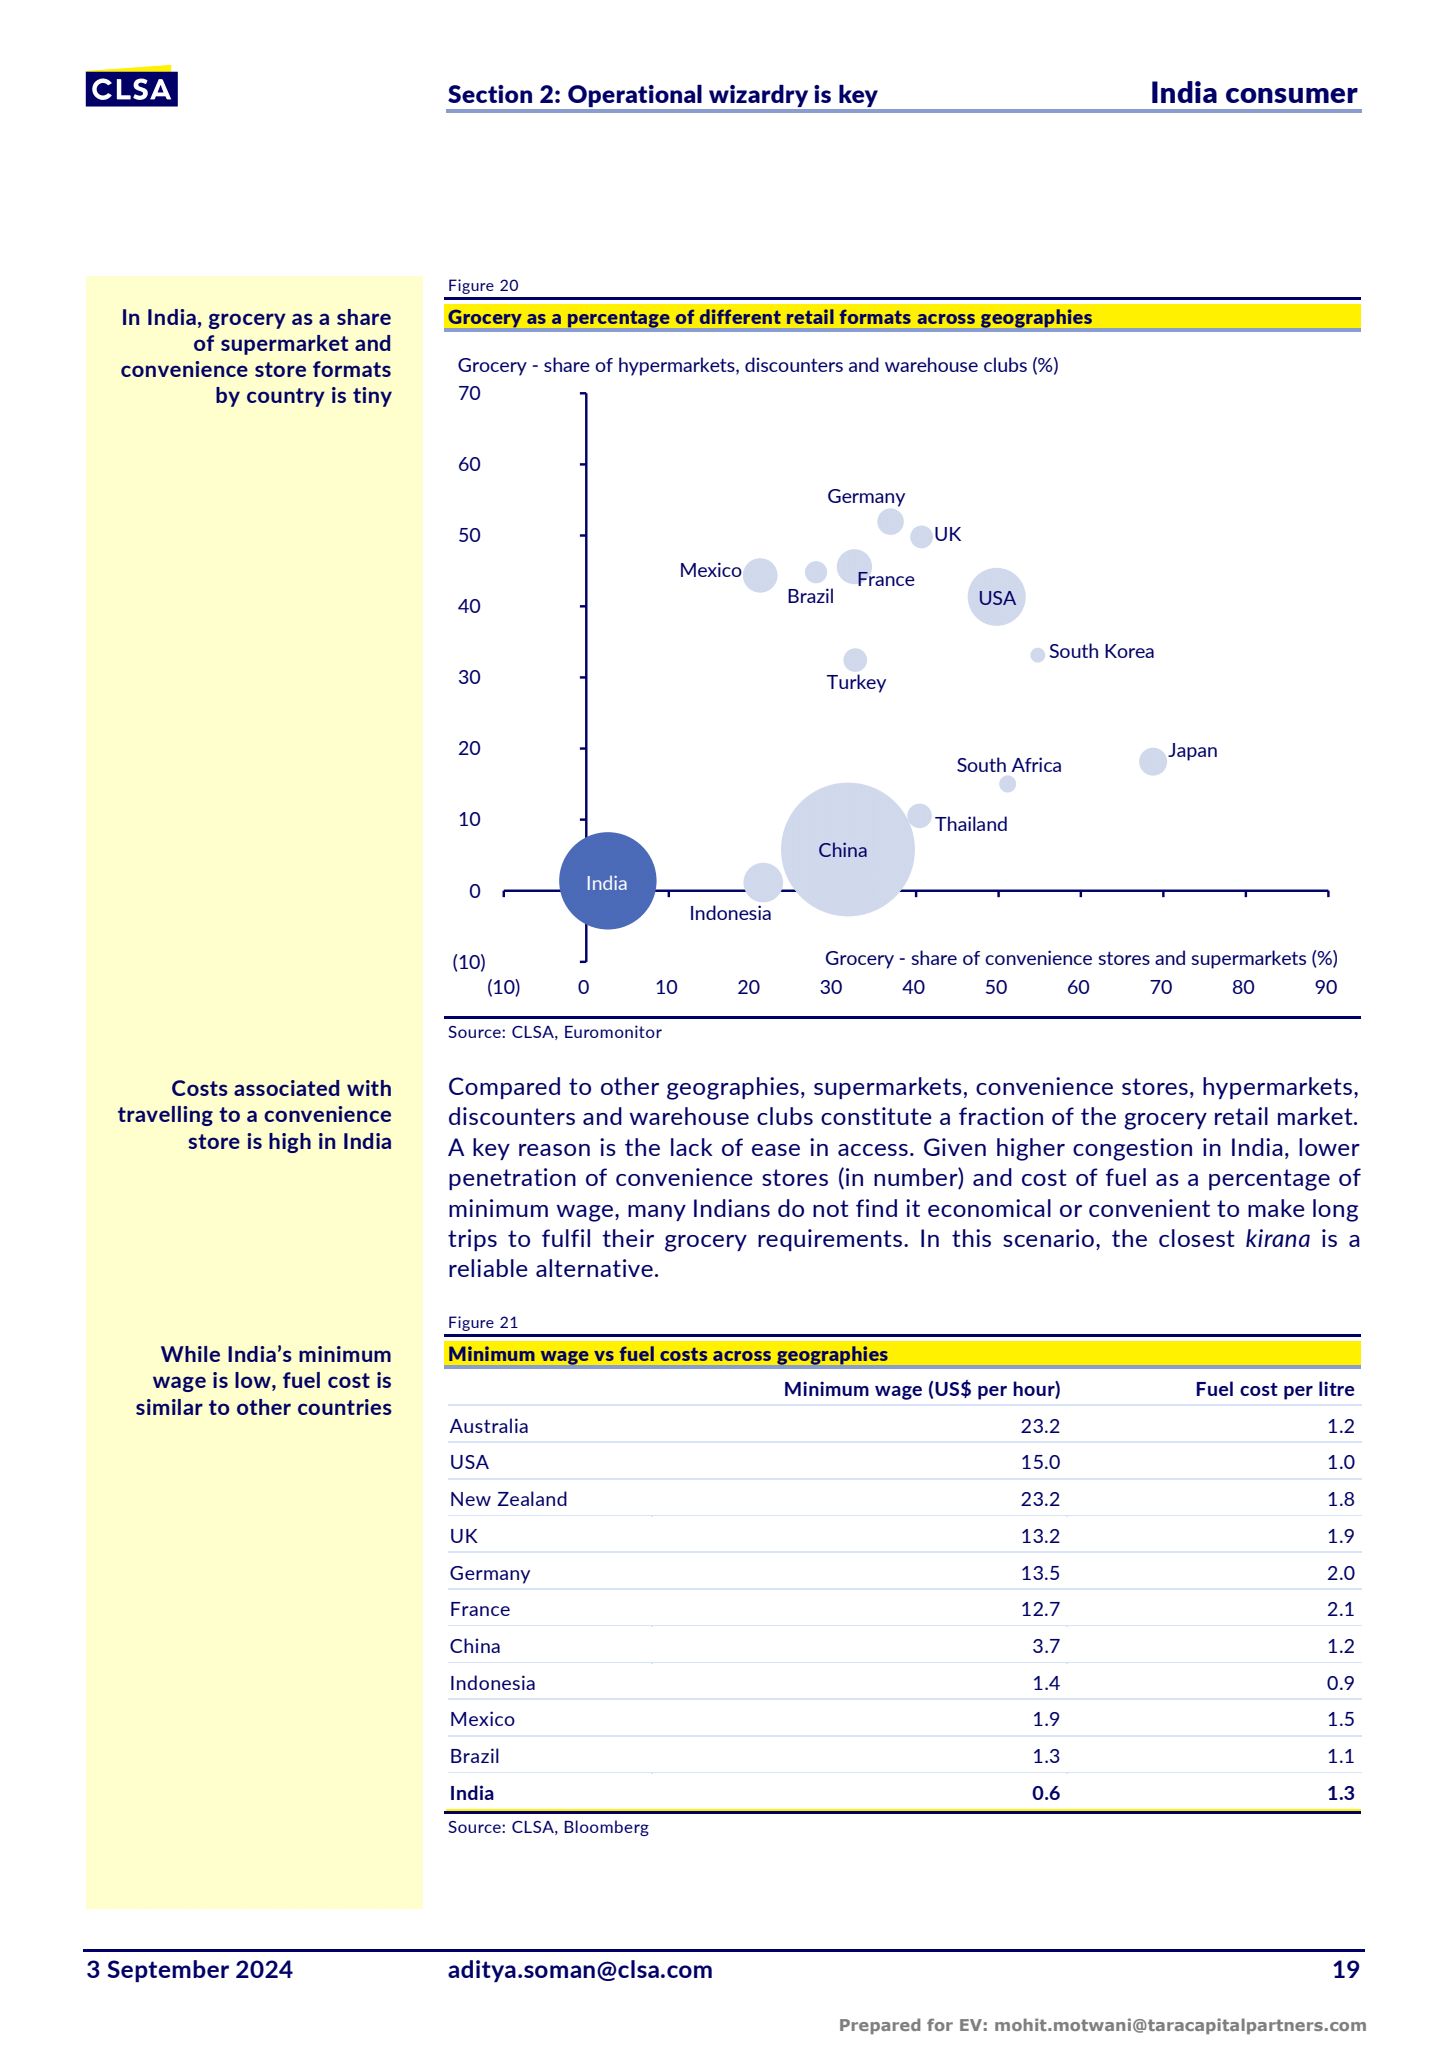 CLSA
Section 2: Operational wizardry is key
India consumer
In India, grocery as a share
of supermarket and
convenience store formats
by country is tiny
Figure 20
Grocery as a percentage of different retail formats across geographies
Grocery - share of hypermarkets, discounters and warehouse clubs (%)
70
60
50
40
30
20
10
0
(10)
Germany
UK
Mexico
Brazil
France
USA
South Korea
Turkey
Japan
South Africa
Thailand
China
India
Indonesia
Grocery - share of convenience stores and supermarkets (%)
(10) 0 10 20 30 40 50 60 70 80 90
Source: CLSA, Euromonitor
Costs associated with
travelling to a convenience
store is high in India
Compared to other geographies, supermarkets, convenience stores, hypermarkets,
discounters and warehouse clubs constitute a fraction of the grocery retail market.
A key reason is the lack of ease in access. Given higher congestion in India, lower
penetration of convenience stores (in number) and cost of fuel as a percentage of
minimum wage, many Indians do not find it economical or convenient to make long
trips to fulfil their grocery requirements. In this scenario, the closest kirana is a
reliable alternative.
While India’s minimum
wage is low, fuel cost is
similar to other countries
Figure 21
Minimum wage vs fuel costs across geographies
Minimum wage (US$ per hour) Fuel cost per litre
Australia 23.2 1.2
USA 15.0 1.0
New Zealand 23.2 1.8
UK 13.2 1.9
Germany 13.5 2.0
France 12.7 2.1
China 3.7 1.2
Indonesia 1.4 0.9
Mexico 1.9 1.5
Brazil 1.3 1.1
India 0.6 1.3
Source: CLSA, Bloomberg
3 September 2024
aditya.soman@clsa.com
19
Prepared for EV: mohit.motwani@taracapitalpartners.com